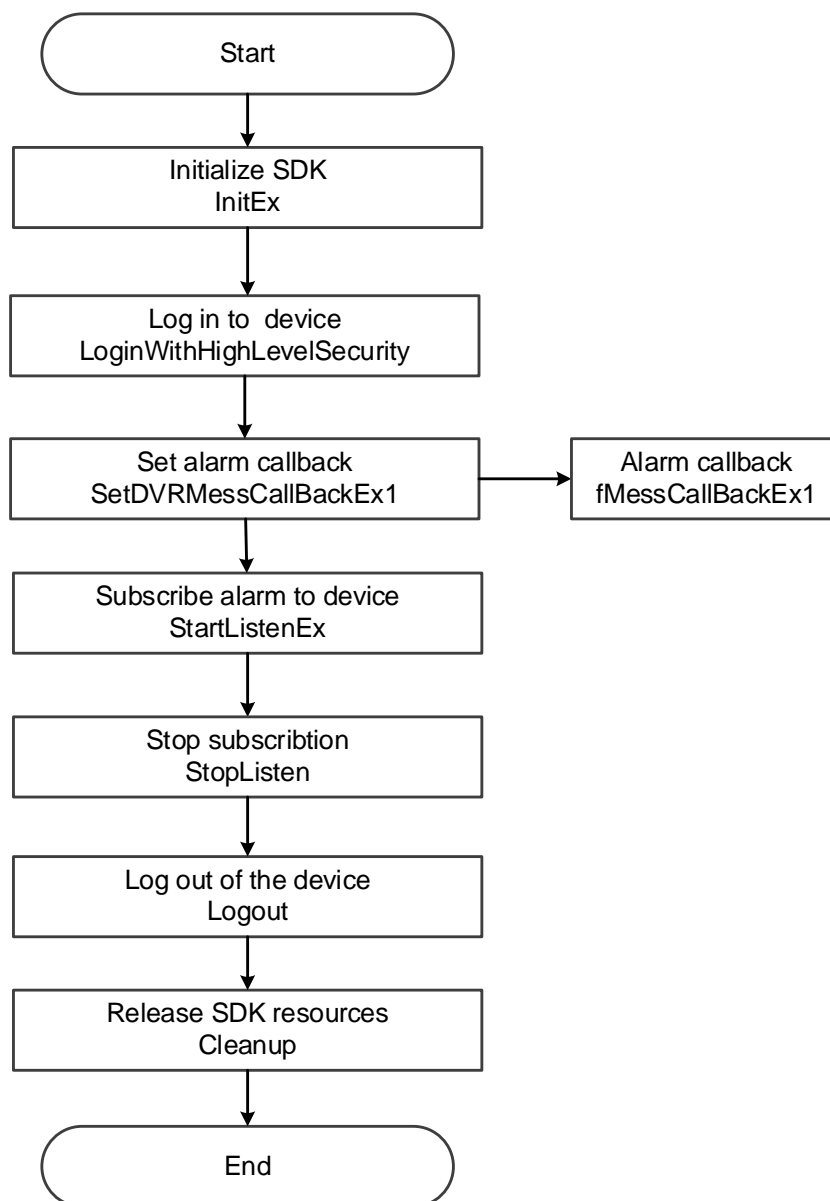 Start
Initialize SDK
InitEx
Log in to  device
LoginWithHighLevelSecurity
Set alarm callback
SetDVRMessCallBackEx1
Alarm callback
fMessCallBackEx1
Subscribe alarm to device
StartListenEx
Stop subscribtion
StopListen
Log out of the device
Logout
Release SDK resources
Cleanup
End